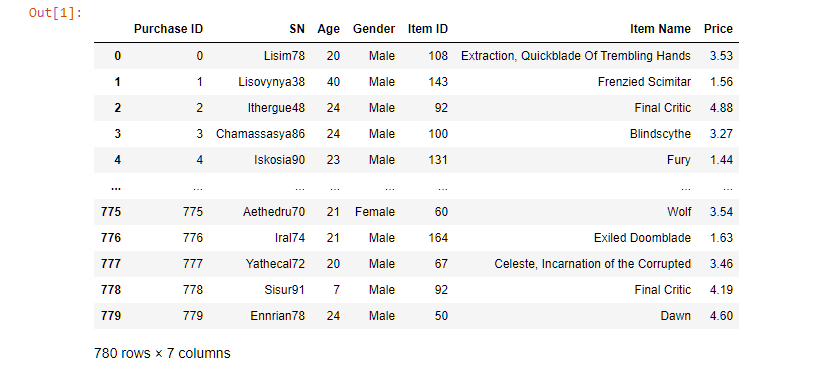 Out[1]:
Purchase ID SN Age Gender Item ID Item Name Price
0 0 Lisim78 20 Male 108 Extraction, Quickblade Of Trembling Hands 3.53
1 1 Lisovynya38 40 Male 143 Frenzied Scimitar 1.56
2 2 Ithergue48 24 Male 92 Final Critic 4.88
3 3 Chamassasya86 24 Male 100 Blindscythe 3.27
4 4 Iskosia90 23 Male 131 Fury 1.44
... ... ... ... ... ... ... ...
775 775 Aethedru70 21 Female 60 Wolf 3.54
776 776 Iral74 21 Male 164 Exiled Doomblade 1.63
777 777 Yathecal72 20 Male 67 Celeste, Incarnation of the Corrupted 3.46
778 778 Sisur91 7 Male 92 Final Critic 4.19
779 779 Ennrian78 24 Male 50 Dawn 4.60
780 rows × 7 columns